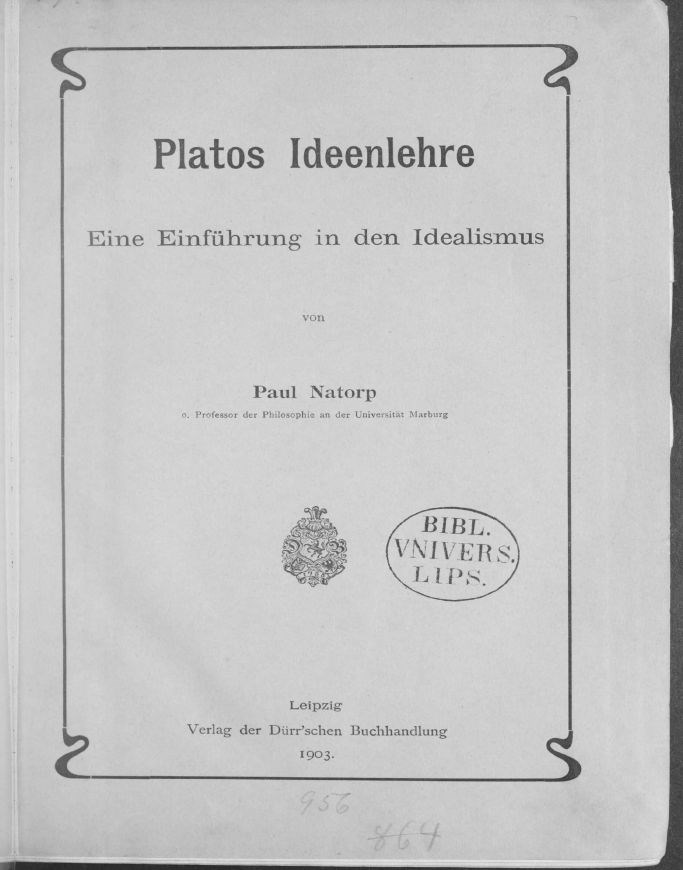 Platos Ideenlehre
Eine Einführung in den Idealismus
von
Paul Natorp
o. Professor der Philosophie an der Universität Marburg
BIBL.
VNIVERS.
LIPS.
Leipzig
Verlag der Dürr'schen Buchhandlung
1903.
956
864